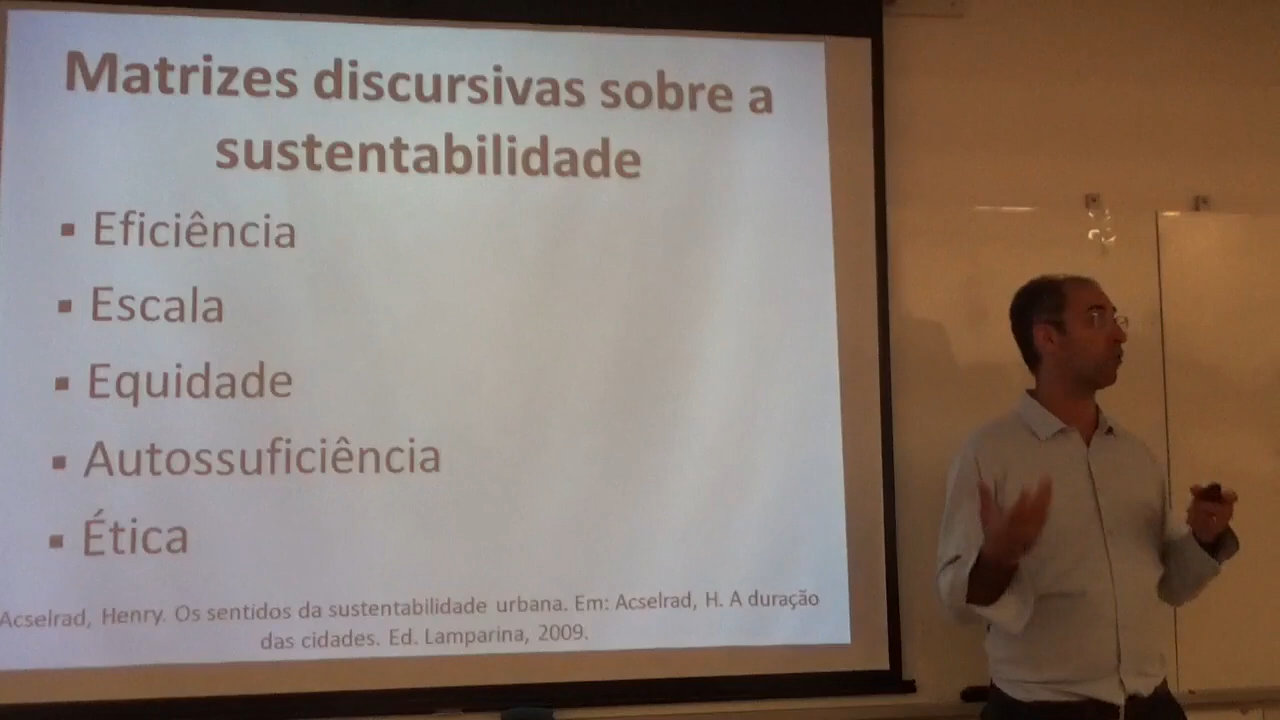 Matrizes discursivas sobre a
sustentabilidade
▪ Eficiência
▪ Escala
▪ Equidade
▪ Autossuficiência
▪ Ética
Acselrad, Henry. Os sentidos da sustentabilidade urbana. Em: Acselrad, H. A duração
das cidades. Ed. Lamparina, 2009.